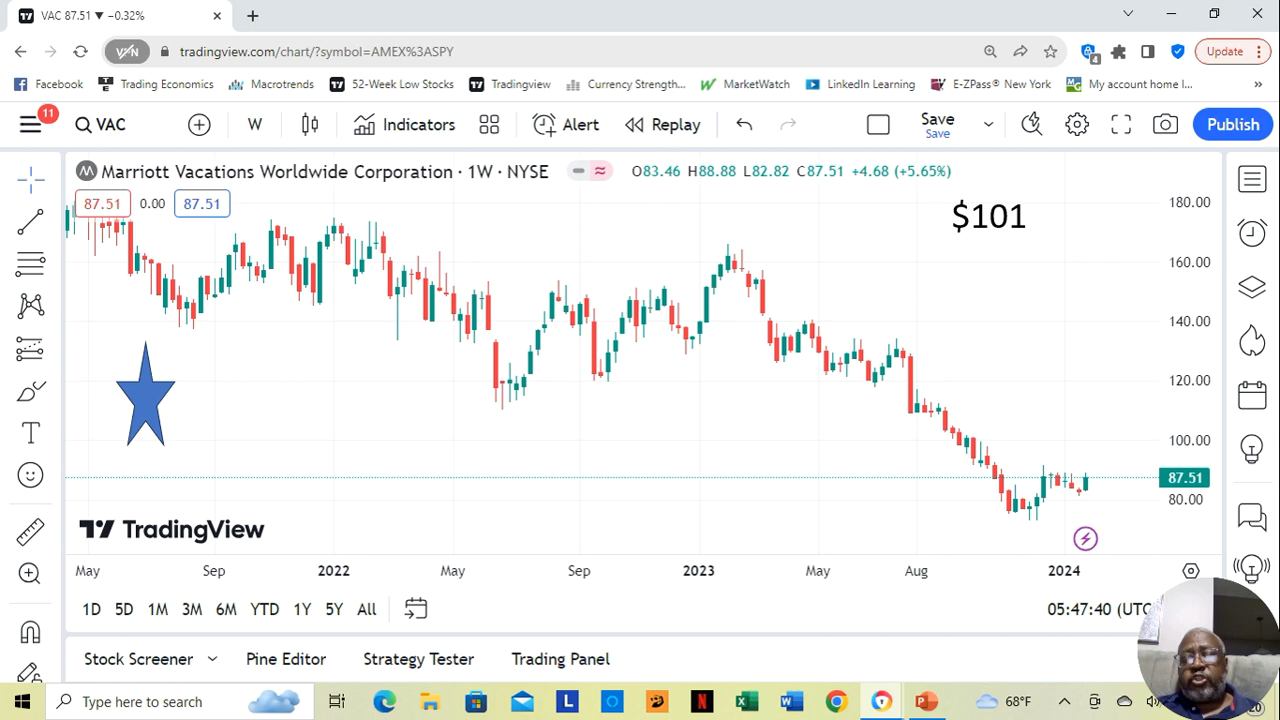 VAC 87.51 ▼ −0.32%
tradingview.com/chart/?symbol=AMEX%3ASPY
4
Update
Facebook
Trading Economics
Macrotrends
52-Week Low Stocks
Tradingview
Currency Strength...
MarketWatch
LinkedIn Learning
E-ZPass® New York
My account home l...
»
11
VAC
W
Indicators
Alert
Replay
Save
Save
Publish
Marriott Vacations Worldwide Corporation · 1W · NYSE
O83.46 H88.88 L82.82 C87.51 +4.68 (+5.65%)
87.51 0.00 87.51
$101
180.00
160.00
140.00
120.00
100.00
87.51
80.00
TradingView
May Sep 2022 May Sep 2023 May Aug 2024
1D 5D 1M 3M 6M YTD 1Y 5Y All
05:47:40 (UTC
Stock Screener Pine Editor Strategy Tester Trading Panel
Type here to search
68°F
20